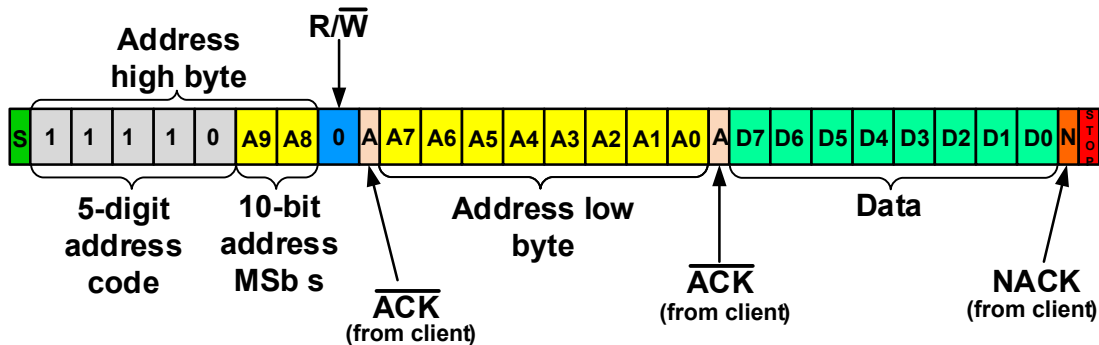 R/W
Address
high byte
S 1 1 1 1 0 A9 A8 0 A A7 A6 A5 A4 A3 A2 A1 A0 A D7 D6 D5 D4 D3 D2 D1 D0 N STOP
5-digit
address
code
10-bit
address
MSb s
Address low
byte
Data
ACK
(from client)
ACK
(from client)
NACK
(from client)